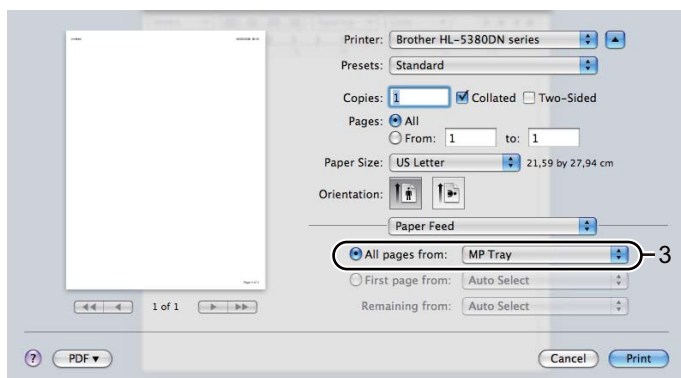 Printer: Brother HL-5380DN series
Presets: Standard
Copies: 1 Collated Two-Sided
Pages: All
From: 1 to: 1
Paper Size: US Letter 21,59 by 27,94 cm
Orientation:
Paper Feed
All pages from: MP Tray 3
First page from: Auto Select
Remaining from: Auto Select
1 of 1
? PDF▼ Cancel Print